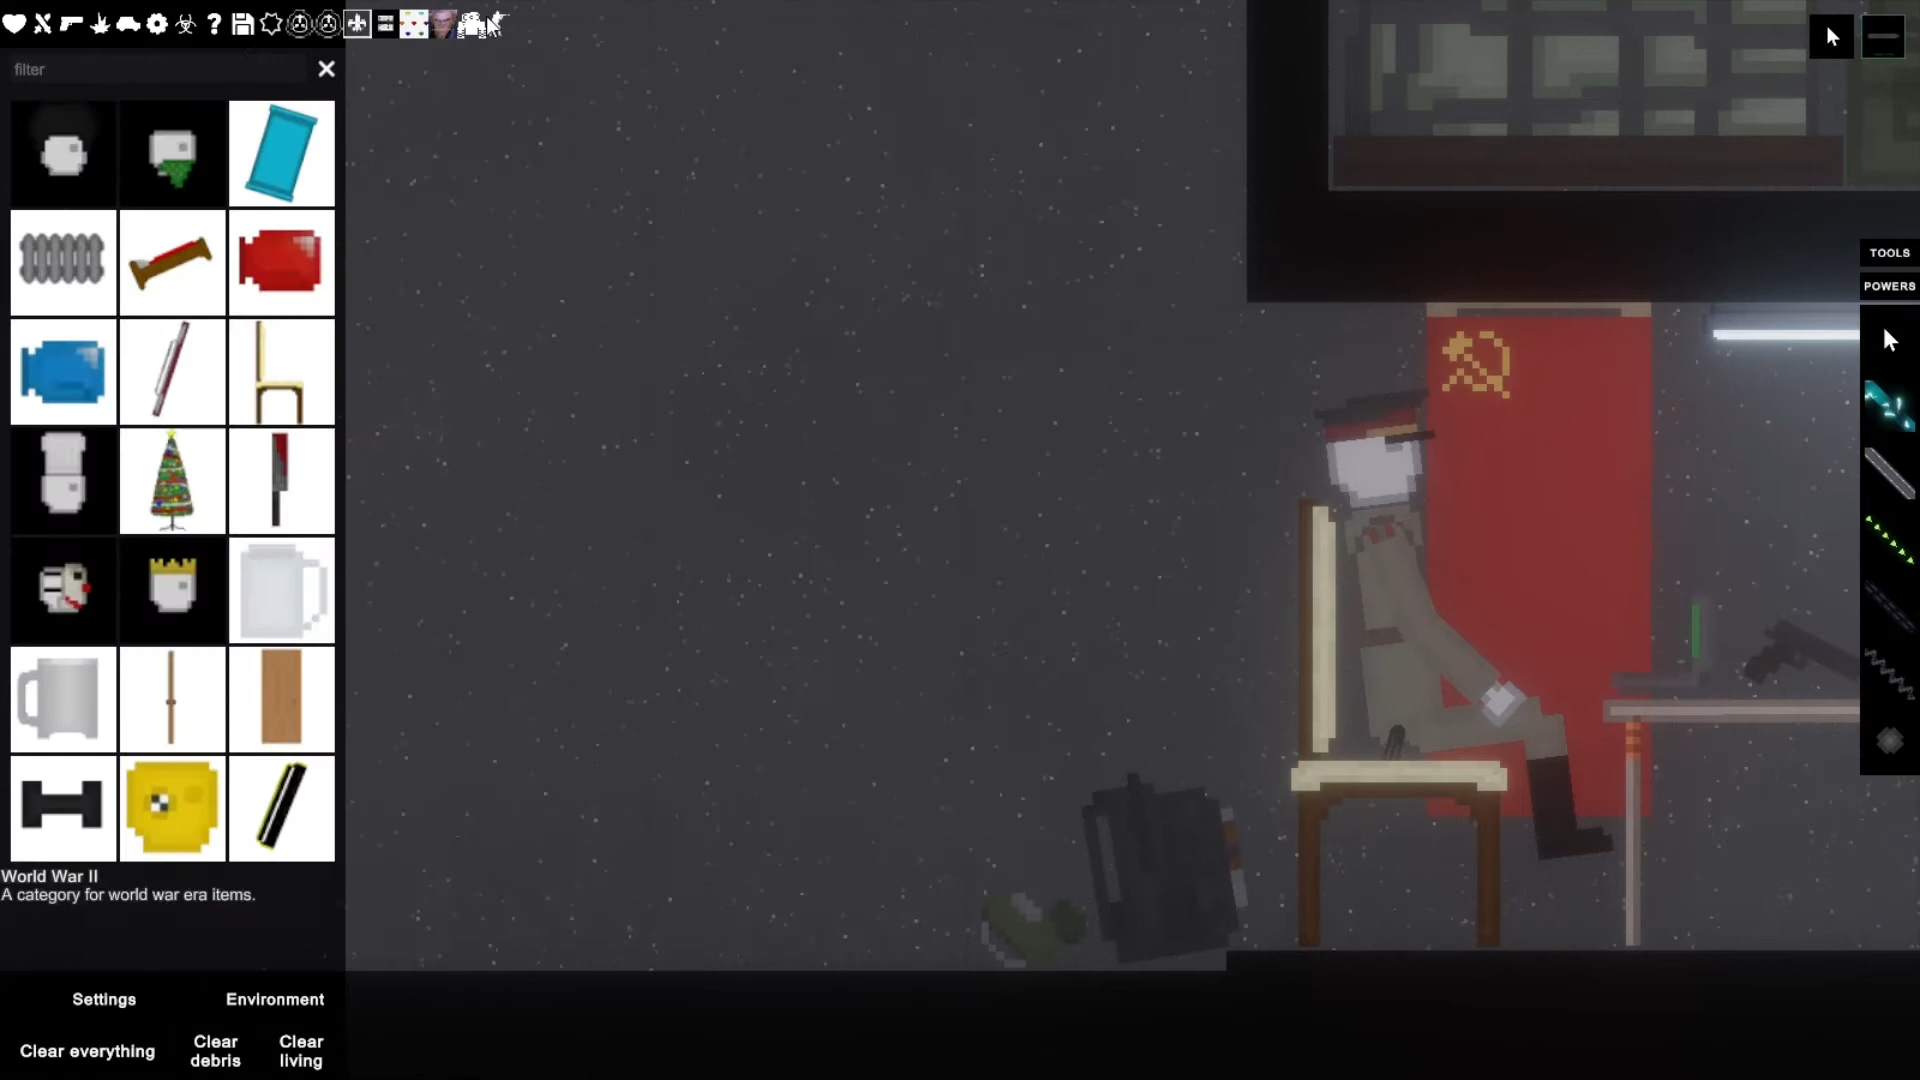 filter
TOOLS
POWERS
World War II
A category for world war era items.
Settings
Environment
Clear everything
Clear
debris
Clear
living